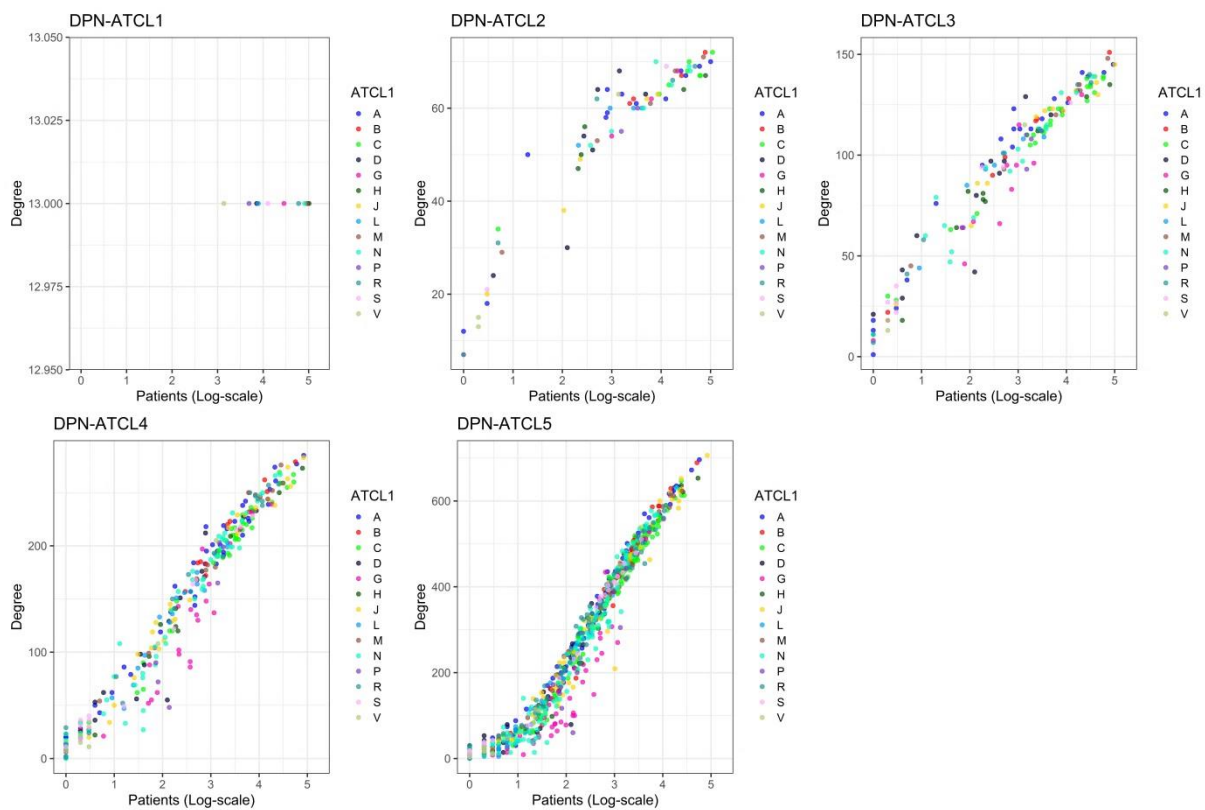 DPN-ATCL1
13.050
13.025
13.000
12.975
12.950
Degree
0 1 2 3 4 5
Patients (Log-scale)
ATCL1
A
B
C
D
G
H
J
L
M
N
P
R
S
V
DPN-ATCL2
60
40
20
Degree
0 1 2 3 4 5
Patients (Log-scale)
ATCL1
A
B
C
D
G
H
J
L
M
N
P
R
S
V
DPN-ATCL3
150
100
50
0
Degree
0 1 2 3 4 5
Patients (Log-scale)
ATCL1
A
B
C
D
G
H
J
L
M
N
P
R
S
V
DPN-ATCL4
200
100
0
Degree
0 1 2 3 4 5
Patients (Log-scale)
ATCL1
A
B
C
D
G
H
J
L
M
N
P
R
S
V
DPN-ATCL5
600
400
200
0
Degree
0 1 2 3 4 5
Patients (Log-scale)
ATCL1
A
B
C
D
G
H
J
L
M
N
P
R
S
V